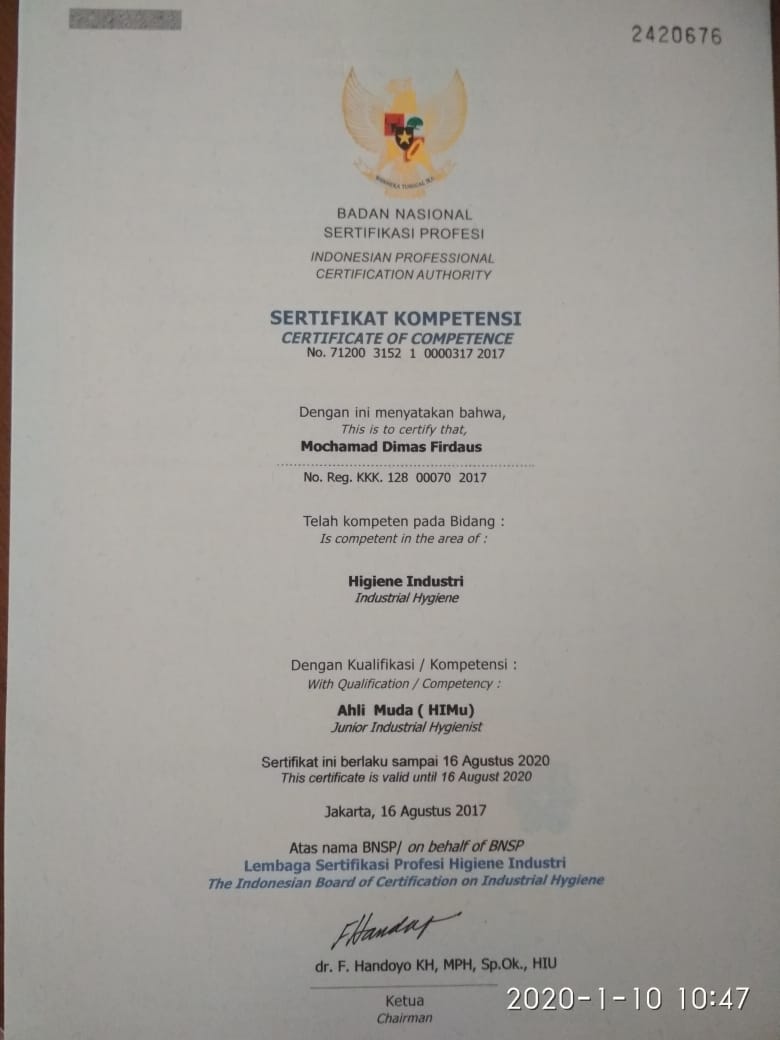 2420676
BHINNEKA TUNGGAL IKA
BADAN NASIONAL
SERTIFIKASI PROFESI
INDONESIAN PROFESSIONAL
CERTIFICATION AUTHORITY
SERTIFIKAT KOMPETENSI
CERTIFICATE OF COMPETENCE
No. 71200 3152 1 0000317 2017
Dengan ini menyatakan bahwa,
This is to certify that,
Mochamad Dimas Firdaus
No. Reg. KKK. 128 00070 2017
Telah kompeten pada Bidang :
Is competent in the area of :
Higiene Industri
Industrial Hygiene
Dengan Kualifikasi / Kompetensi :
With Qualification / Competency :
Ahli Muda ( HIMu)
Junior Industrial Hygienist
Sertifikat ini berlaku sampai 16 Agustus 2020
This certificate is valid until 16 August 2020
Jakarta, 16 Agustus 2017
Atas nama BNSP/ on behalf of BNSP
Lembaga Sertifikasi Profesi Higiene Industri
The Indonesian Board of Certification on Industrial Hygiene
dr. F. Handoyo KH, MPH, Sp.Ok., HIU
Ketua
Chairman
2020-1-10 10:47